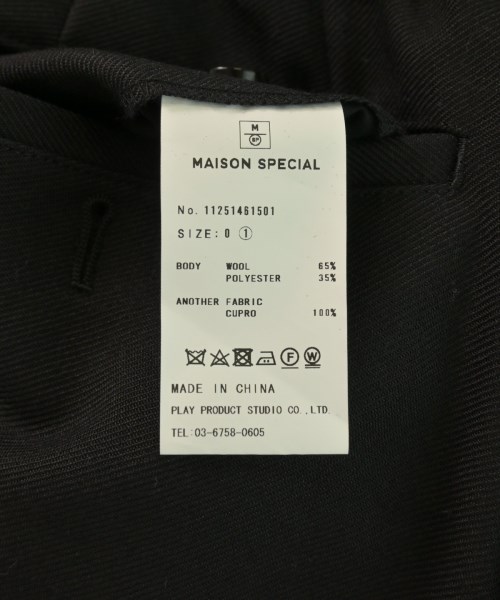 M
SP
MAISON SPECIAL
No. 11251461501
SIZE: 0 ①
BODY WOOL 65%
POLYESTER 35%
ANOTHER FABRIC
CUPRO 100%
F W
MADE IN CHINA
PLAY PRODUCT STUDIO CO., LTD.
TEL: 03-6758-0605